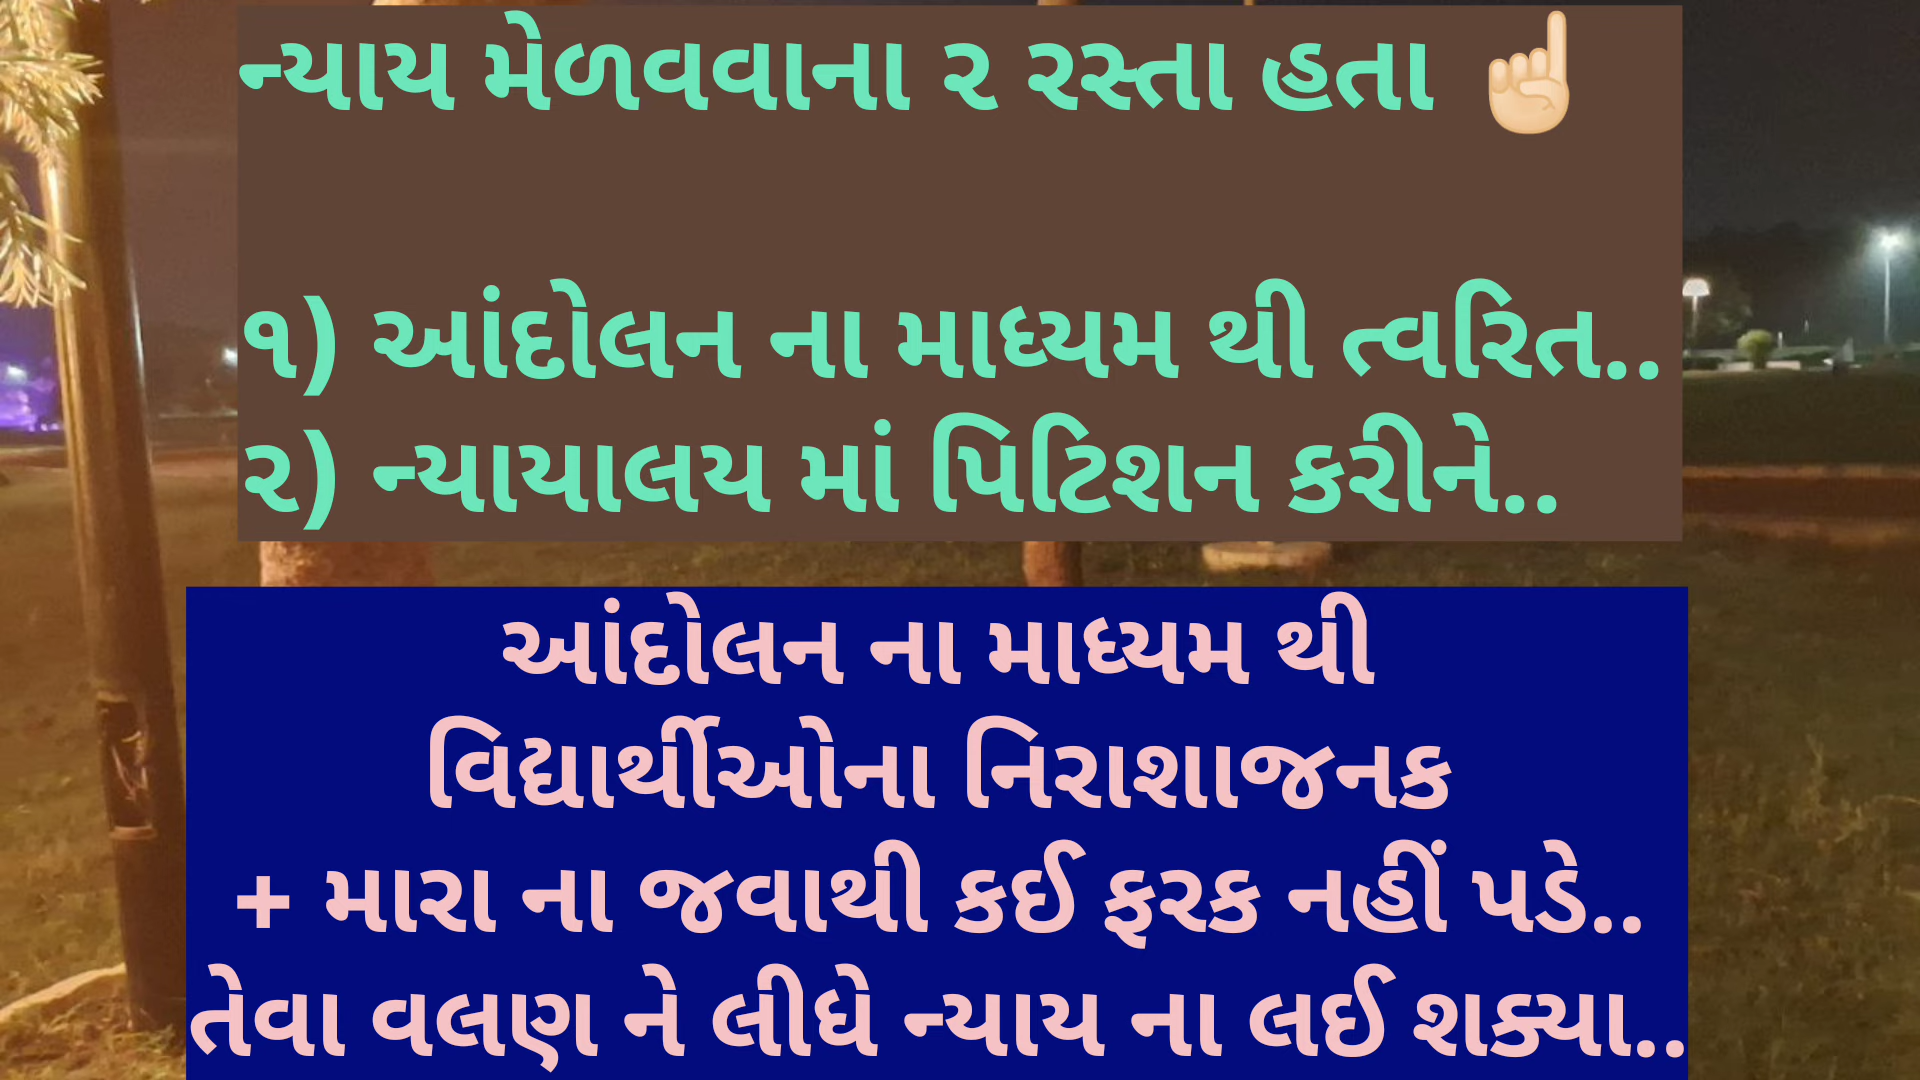 ન્યાય મેળવવાના ૨ રસ્તા હતા ☝🏻
૧) આંદોલન ના માધ્યમ થી ત્વરિત..
૨) ન્યાયાલય માં પિટિશન કરીને..
આંદોલન ના માધ્યમ થી
વિદ્યાર્થીઓના નિરાશાજનક
+ મારા ના જવાથી કઈ ફરક નહીં પડે..
તેવા વલણ ને લીધે ન્યાય ના લઈ શક્યા..